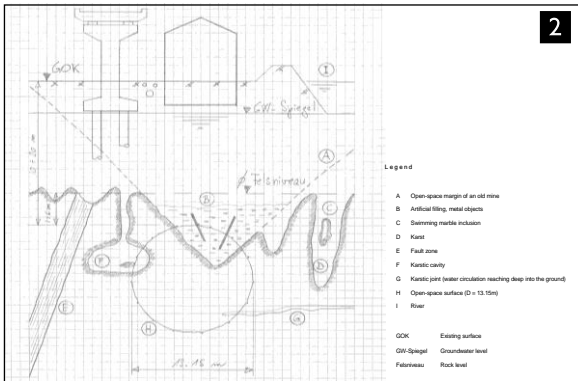 2
GOK
I
GW-Spiegel
A
Felsniveau
B
C
F
D
E
H
G
13.15 m
Legend
A Open-space margin of an old mine
B Artificial filling, metal objects
C Swimming marble inclusion
D Karst
E Fault zone
F Karstic cavity
G Karstic joint (water circulation reaching deep into the ground)
H Open-space surface (D = 13.15m)
I River
GOK Existing surface
GW-Spiegel Groundwater level
Felsniveau Rock level